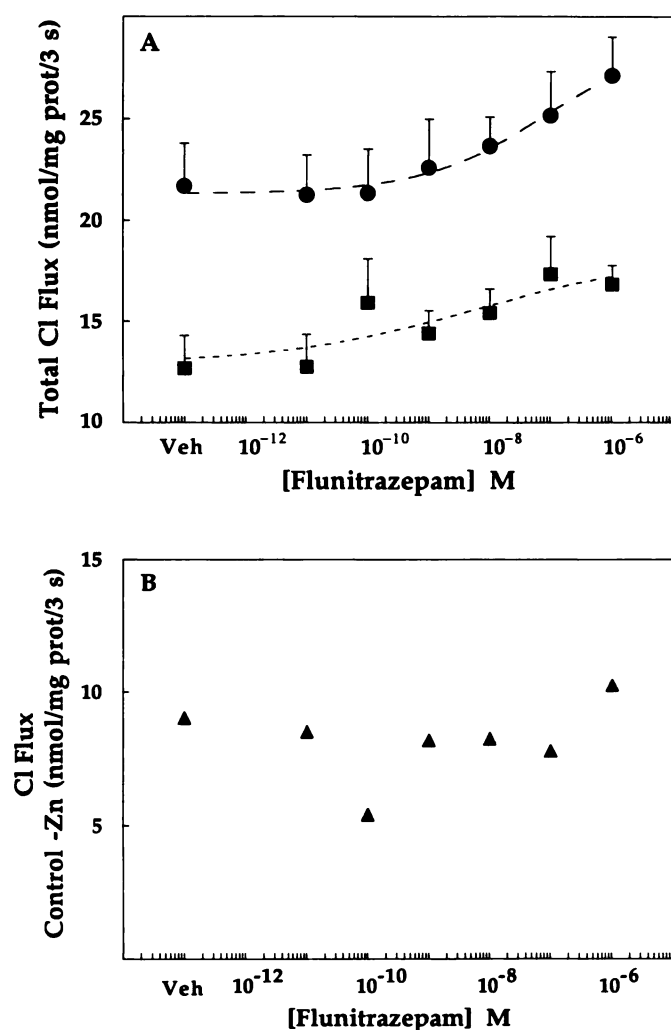 A
Total Cl Flux (nmol/mg prot/3 s)
25
20
15
10
Veh 10⁻¹² 10⁻¹⁰ 10⁻⁸ 10⁻⁶
[Flunitrazepam] M
B
Cl Flux
Control -Zn (nmol/mg prot/3 s)
15
10
5
Veh 10⁻¹² 10⁻¹⁰ 10⁻⁸ 10⁻⁶
[Flunitrazepam] M